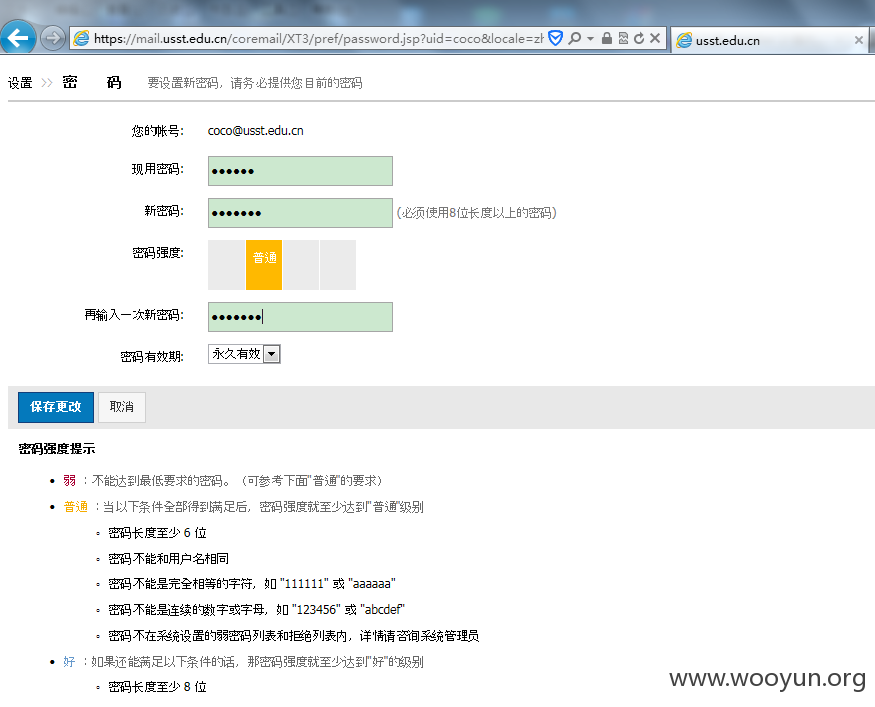 https://mail.usst.edu.cn/coremail/XT3/pref/password.jsp?uid=coco&locale=zh
usst.edu.cn
设置 >> 密 码 要设置新密码，请务必提供您目前的密码
您的帐号: coco@usst.edu.cn
现用密码: ●●●●●●
新密码: ●●●●●●● (必须使用8位长度以上的密码)
密码强度: 普通
再输入一次新密码: ●●●●●●●
密码有效期: 永久有效
保存更改 取消
密码强度提示
• 弱 ：不能达到最低要求的密码。（可参考下面"普通"的要求）
• 普通 ：当以下条件全部得到满足后，密码强度就至少达到"普通"级别
◦ 密码长度至少 6 位
◦ 密码不能和用户名相同
◦ 密码不能是完全相等的字符，如 "111111" 或 "aaaaaa"
◦ 密码不能是连续的数字或字母，如 "123456" 或 "abcdef"
◦ 密码不在系统设置的弱密码列表和拒绝列表内，详情请咨询系统管理员
• 好 ：如果还能满足以下条件的话，那密码强度就至少达到"好"的级别
◦ 密码长度至少 8 位
www.wooyun.org